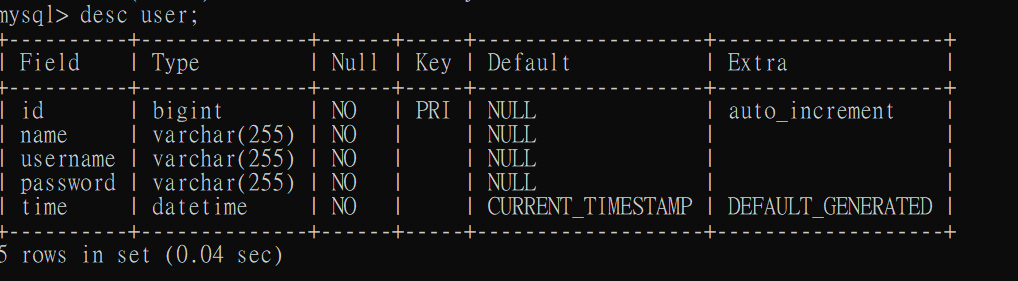 mysql> desc user;
+----------+--------------+------+-----+-------------------+-------------------+
| Field    | Type         | Null | Key | Default           | Extra             |
+----------+--------------+------+-----+-------------------+-------------------+
| id       | bigint       | NO   | PRI | NULL              | auto_increment    |
| name     | varchar(255) | NO   |     | NULL              |                   |
| username | varchar(255) | NO   |     | NULL              |                   |
| password | varchar(255) | NO   |     | NULL              |                   |
| time     | datetime     | NO   |     | CURRENT_TIMESTAMP | DEFAULT_GENERATED |
+----------+--------------+------+-----+-------------------+-------------------+
5 rows in set (0.04 sec)